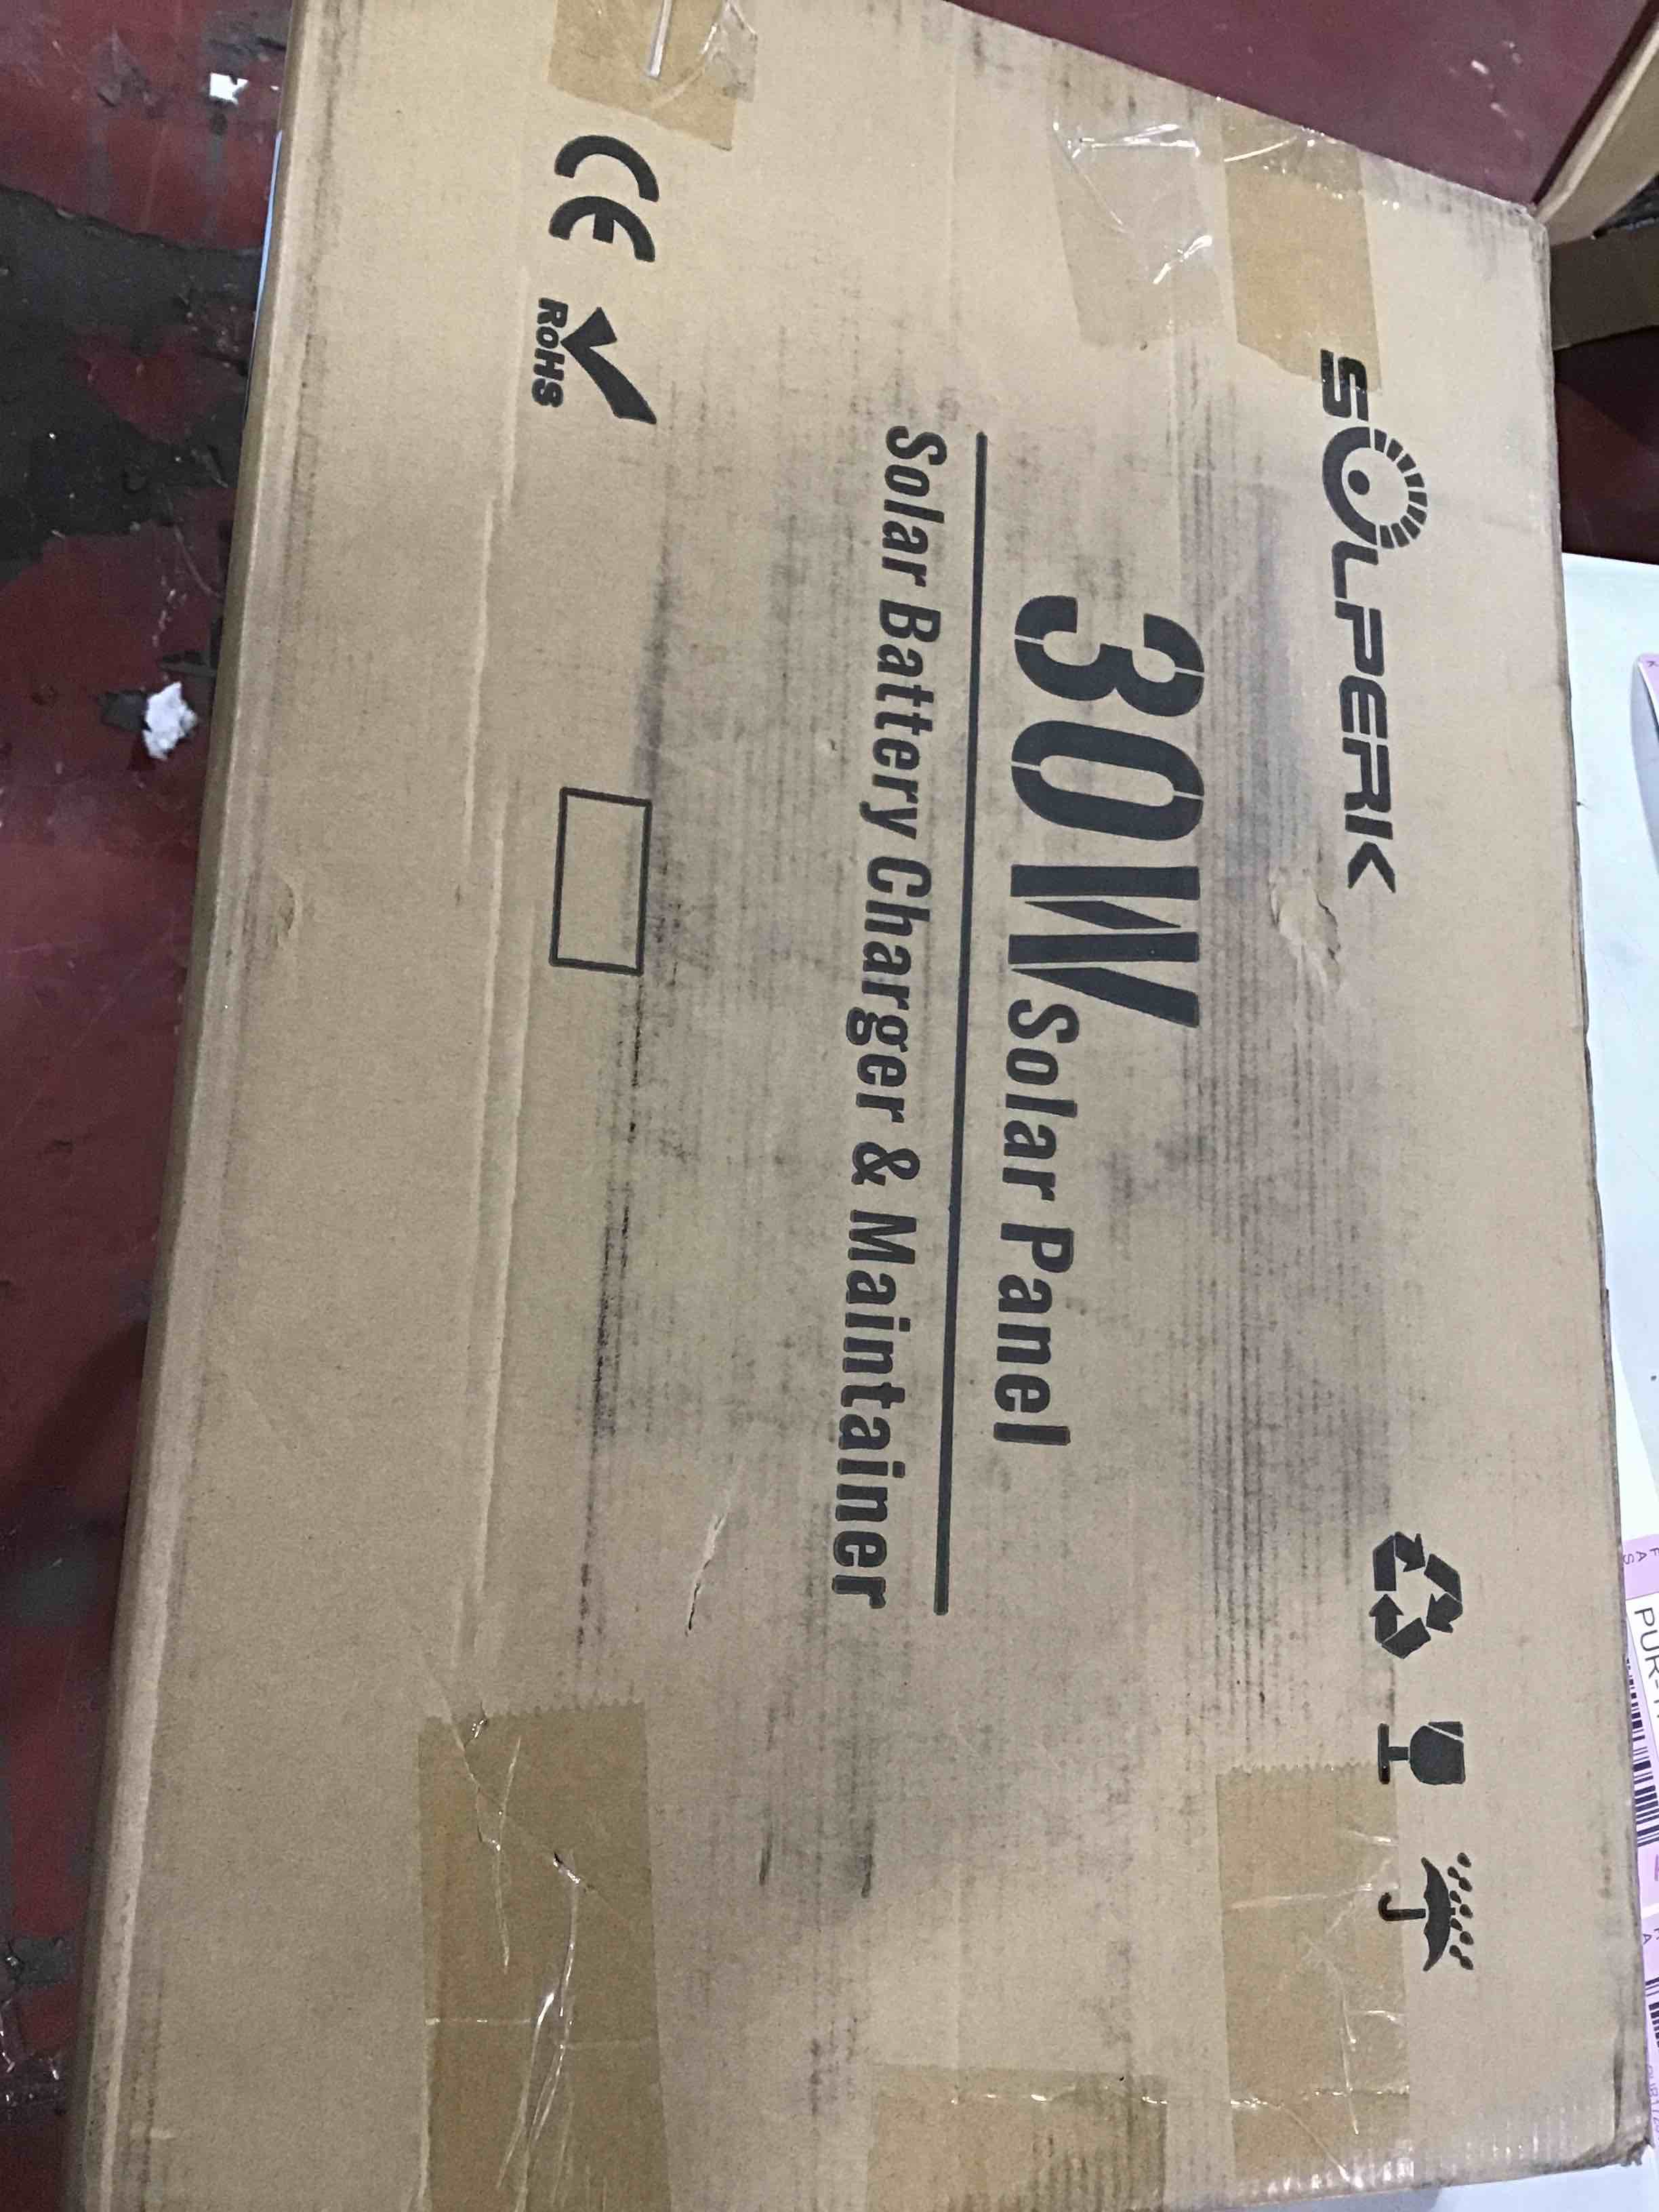 SOLPERK
30W Solar Panel
Solar Battery Charger & Maintainer
CE RoHS